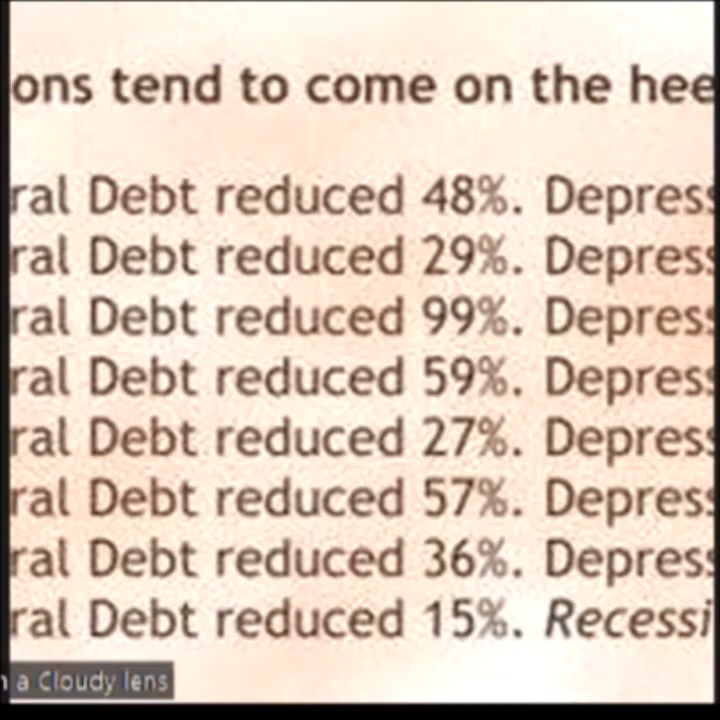 ons tend to come on the hee
ral Debt reduced 48%. Depress
ral Debt reduced 29%. Depress
ral Debt reduced 99%. Depress
ral Debt reduced 59%. Depress
ral Debt reduced 27%. Depress
ral Debt reduced 57%. Depress
ral Debt reduced 36%. Depress
ral Debt reduced 15%. Recessi
a Cloudy lens